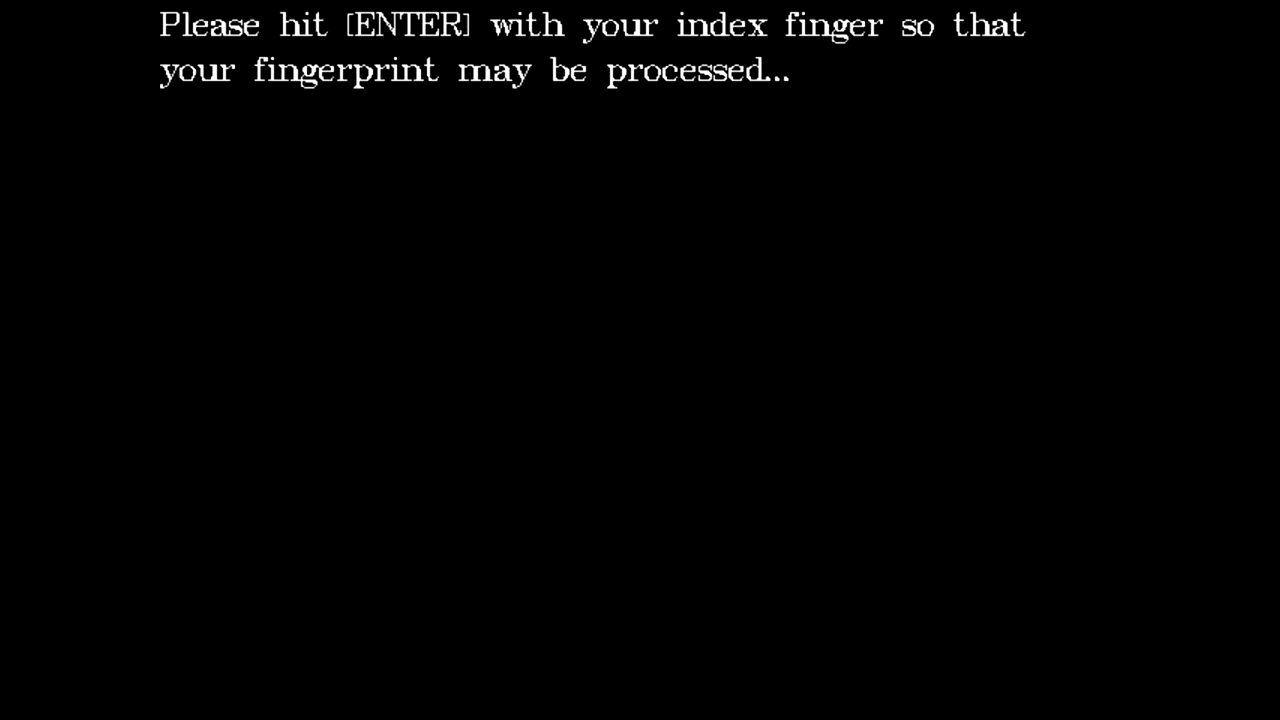 Please hit [ENTER] with your index finger so that
your fingerprint may be processed...